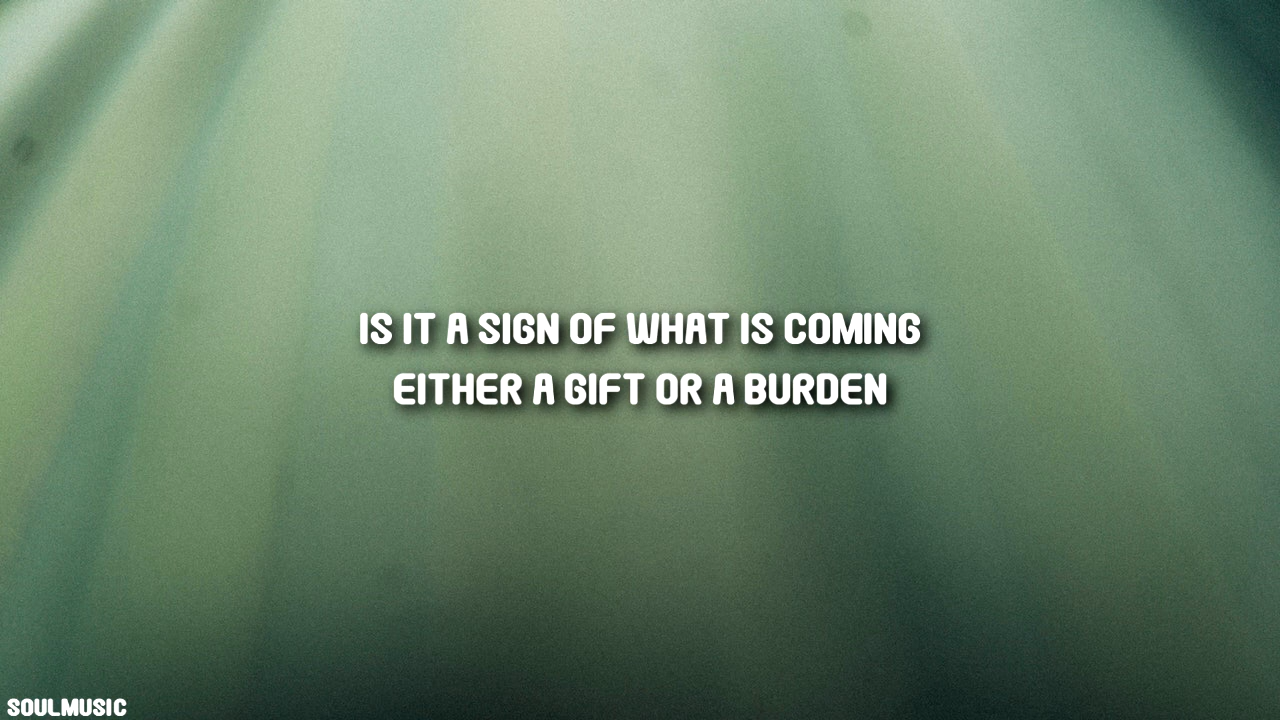 IS IT A SIGN OF WHAT IS COMING
EITHER A GIFT OR A BURDEN
SOULMUSIC